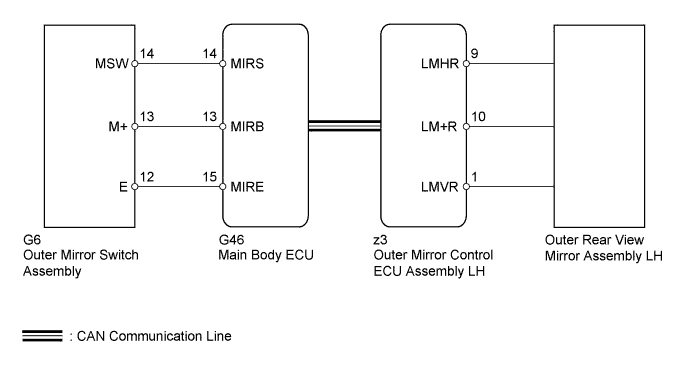 14 14 9
MSW MIRS LMHR
13 13 10
M+ MIRB LM+R
12 15 1
E MIRE LMVR
G6
Outer Mirror Switch
Assembly
G46
Main Body ECU
z3
Outer Mirror Control
ECU Assembly LH
Outer Rear View
Mirror Assembly LH
: CAN Communication Line